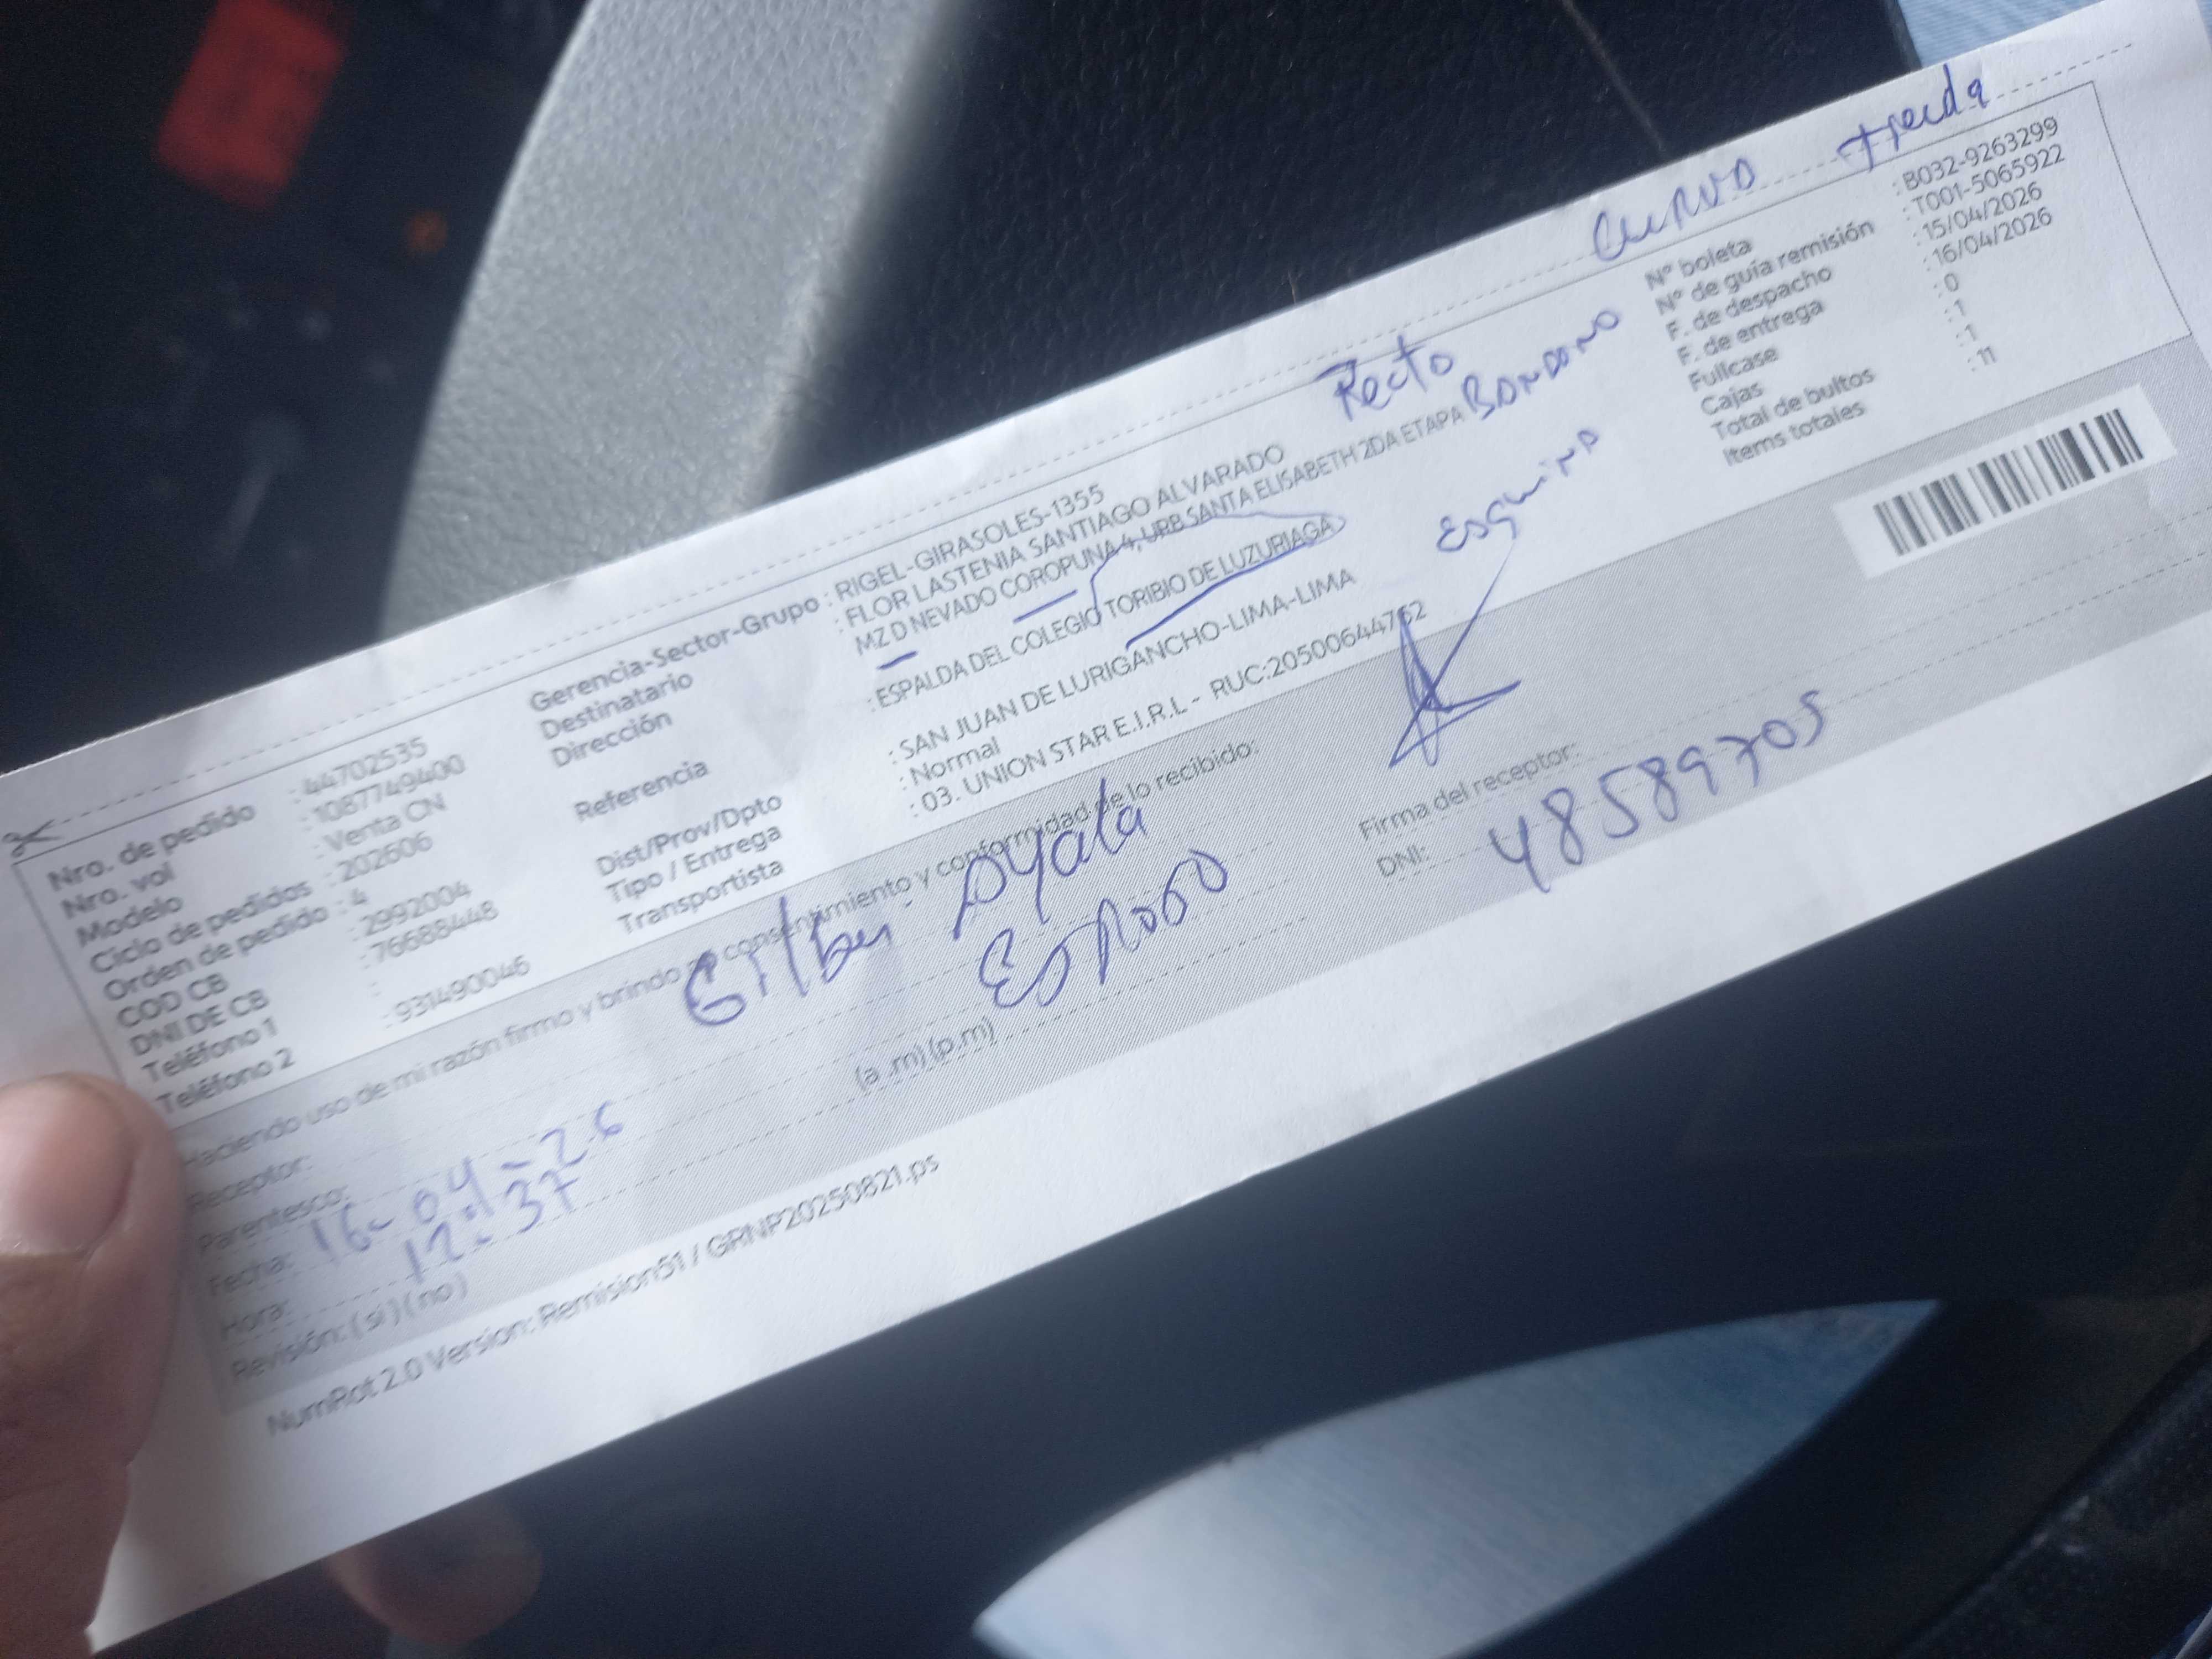 CURVO tienda
Recto
BONDONO
Esquina
Nro. de pedido : 44702535
Nro. vol : 1087749400
Modelo : Venta CN
Ciclo de pedidos : 202606
Orden de pedido : 4
COD CB : 2992004
DNI DE CB : 76688448
Teléfono 1 :
Teléfono 2 : 931490046
Gerencia-Sector-Grupo : RIGEL-GIRASOLES-1355
Destinatario : FLOR LASTENIA SANTIAGO ALVARADO
Dirección : MZ D NEVADO COROPUNA 4, URB SANTA ELISABETH 2DA ETAPA
Referencia : ESPALDA DEL COLEGIO TORIBIO DE LUZURIAGA
Dist/Prov/Dpto : SAN JUAN DE LURIGANCHO-LIMA-LIMA
Tipo / Entrega : Normal
Transportista : 03. UNION STAR E.I.R.L - RUC:20500644762
N° boleta : B032-9263299
N° de guía remisión : T001-5065922
F. de despacho : 15/04/2026
F. de entrega : 16/04/2026
Fullcase : 0
Cajas : 1
Total de bultos : 1
Items totales : 11
Haciendo uso de mi razón firmo y brindo mi consentimiento y conformidad de lo recibido:
Receptor: Gilber Ayala
Parentesco: Esposo
Fecha: 16-04-26
Hora: 12:37 (a .m) (p.m)
Revisión: ( si ) ( no )
Firma del receptor:
DNI: 48589705
NumRot 2.0 Version: Remision51 / GRNP20250821.ps